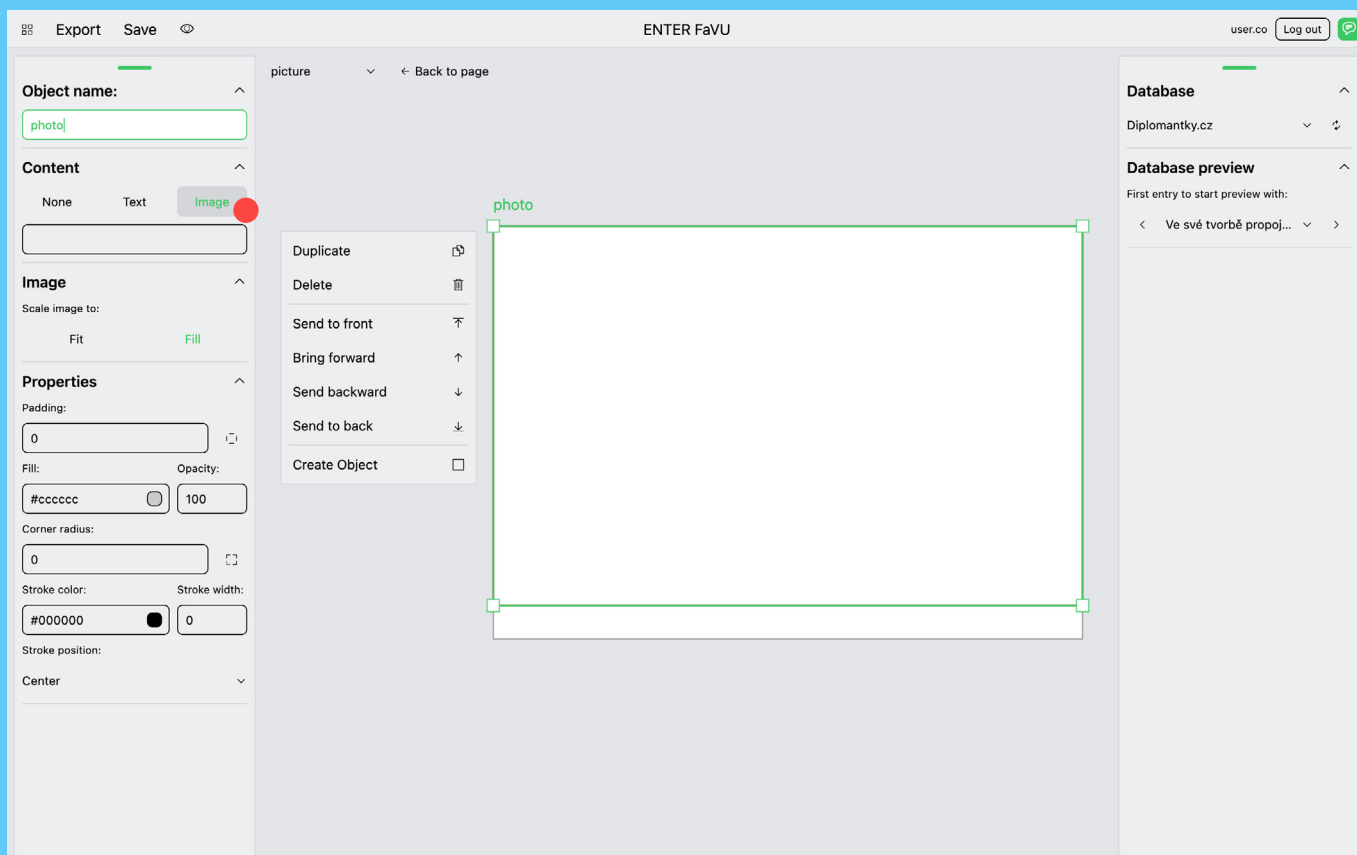 Export Save ENTER FaVU user.co Log out
Object name:
photo
Content
None Text Image
Image
Scale image to:
Fit Fill
Properties
Padding:
0
Fill: Opacity:
#cccccc 100
Corner radius:
0
Stroke color: Stroke width:
#000000 0
Stroke position:
Center
picture ← Back to page
Duplicate
Delete
Send to front
Bring forward
Send backward
Send to back
Create Object
photo
Database
Diplomantky.cz
Database preview
First entry to start preview with:
Ve své tvorbě propoj...